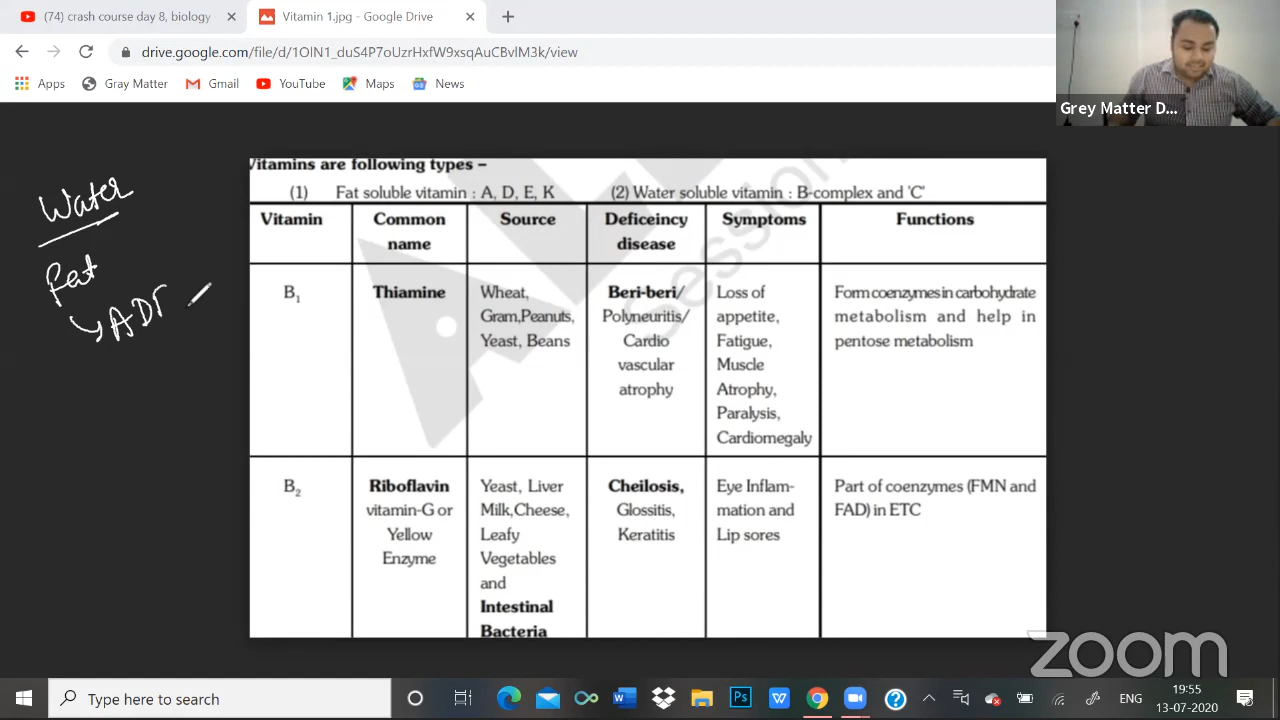 (74) crash course day 8, biology
Vitamin 1.jpg - Google Drive
drive.google.com/file/d/1OlN1_duS4P7oUzrHxfW9xsqAuCBvlM3k/view
Apps Gray Matter Gmail YouTube Maps News
Grey Matter D...
Water
Fat
ADE
Vitamins are following types –
(1) Fat soluble vitamin : A, D, E, K (2) Water soluble vitamin : B-complex and 'C'
Vitamin Common name Source Deficeincy disease Symptoms Functions
B1
Thiamine
Wheat,
Gram,Peanuts,
Yeast, Beans
Beri-beri/
Polyneuritis/
Cardio
vascular
atrophy
Loss of
appetite,
Fatigue,
Muscle
Atrophy,
Paralysis,
Cardiomegaly
Form coenzymes in carbohydrate
metabolism and help in
pentose metabolism
B2
Riboflavin
vitamin-G or
Yellow
Enzyme
Yeast, Liver
Milk,Cheese,
Leafy
Vegetables
and
Intestinal
Bacteria
Cheilosis,
Glossitis,
Keratitis
Eye Inflam-
mation and
Lip sores
Part of coenzymes (FMN and
FAD) in ETC
zoom
Type here to search
ENG
19:55
13-07-2020